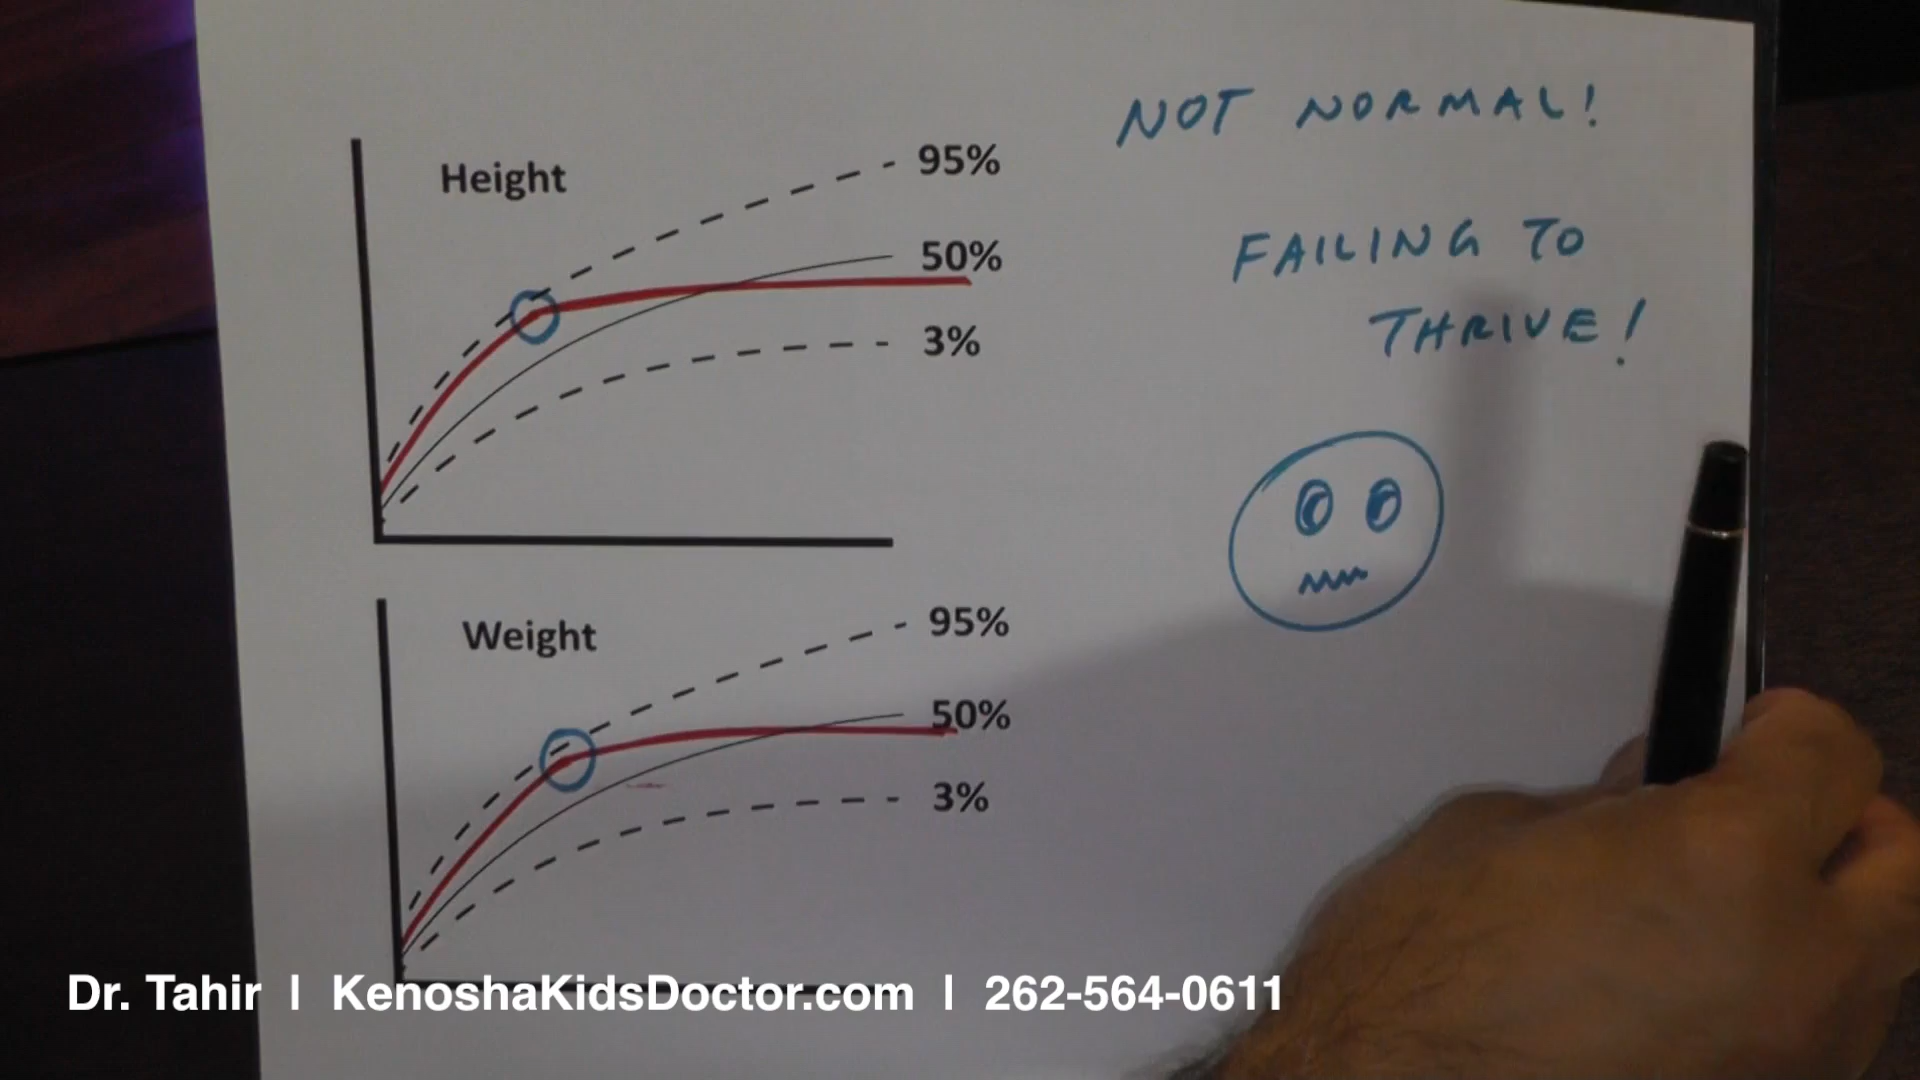 NOT NORMAL!
FAILING TO
THRIVE!
Height
95%
50%
3%
Weight
95%
50%
3%
Dr. Tahir | KenoshaKidsDoctor.com | 262-564-0611